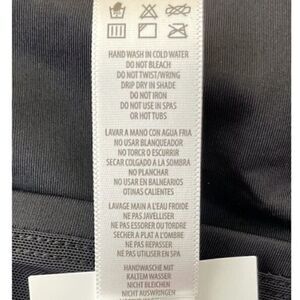 HAND WASH IN COLD WATER
DO NOT BLEACH
DO NOT TWIST/WRING
DRIP DRY IN SHADE
DO NOT IRON
DO NOT USE IN SPAS
OR HOT TUBS
LAVAR A MANO CON AGUA FRIA
NO USAR BLANQUEADOR
NO TORCR O ESCURRIR
SECAR COLGADO A LA SOMBRA
NO PLANCHAR
NO USAR EN BALNEARIOS
OTINAS CALIENTES
LAVAGE MAIN A L'EAU FROIDE
NE PAS JAVÉLLISER
NE PAS ESSORER OU TORDRE
SECHER A PLAT A L'OMBRE
NE PAS REPASSER
NE PAS UTILISER EN SPA
HANDWASCHE MIT
KALTEM WASSER
NICHT BLEICHEN
NICHT AUSWRINGEN